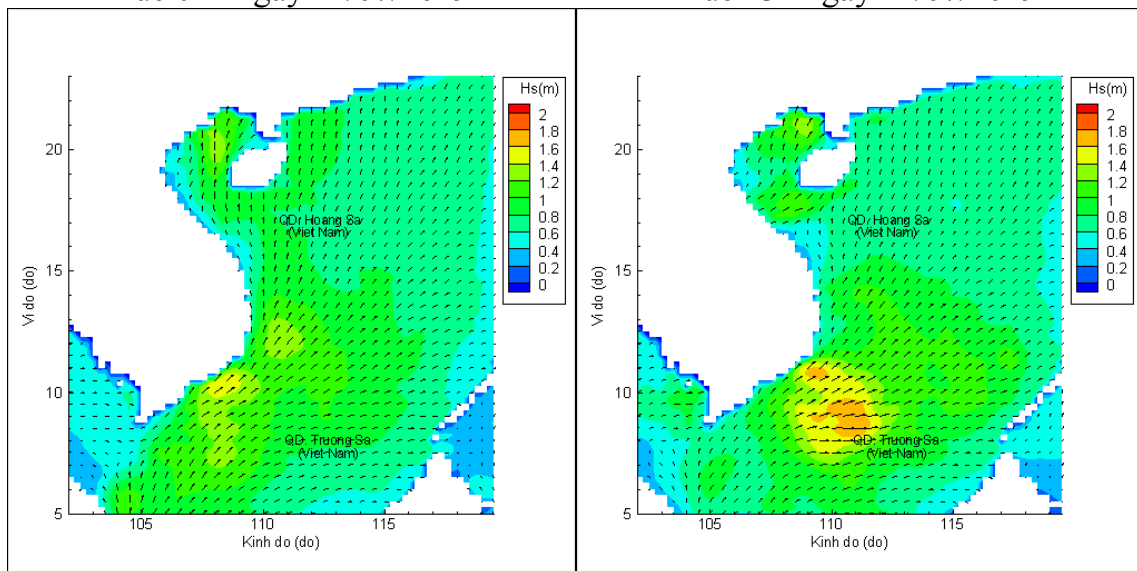 Hs(m)
2
1.8
1.6
1.4
1.2
1
0.8
0.6
0.4
0.2
0
20
15
10
5
Vi do (do)
QD. Hoang Sa
(Viet Nam)
QD. Truong Sa
(Viet Nam)
105
110
115
Kinh do (do)
Hs(m)
2
1.8
1.6
1.4
1.2
1
0.8
0.6
0.4
0.2
0
20
15
10
5
Vi do (do)
QD. Hoang Sa
(Viet Nam)
QD. Truong Sa
(Viet Nam)
105
110
115
Kinh do (do)